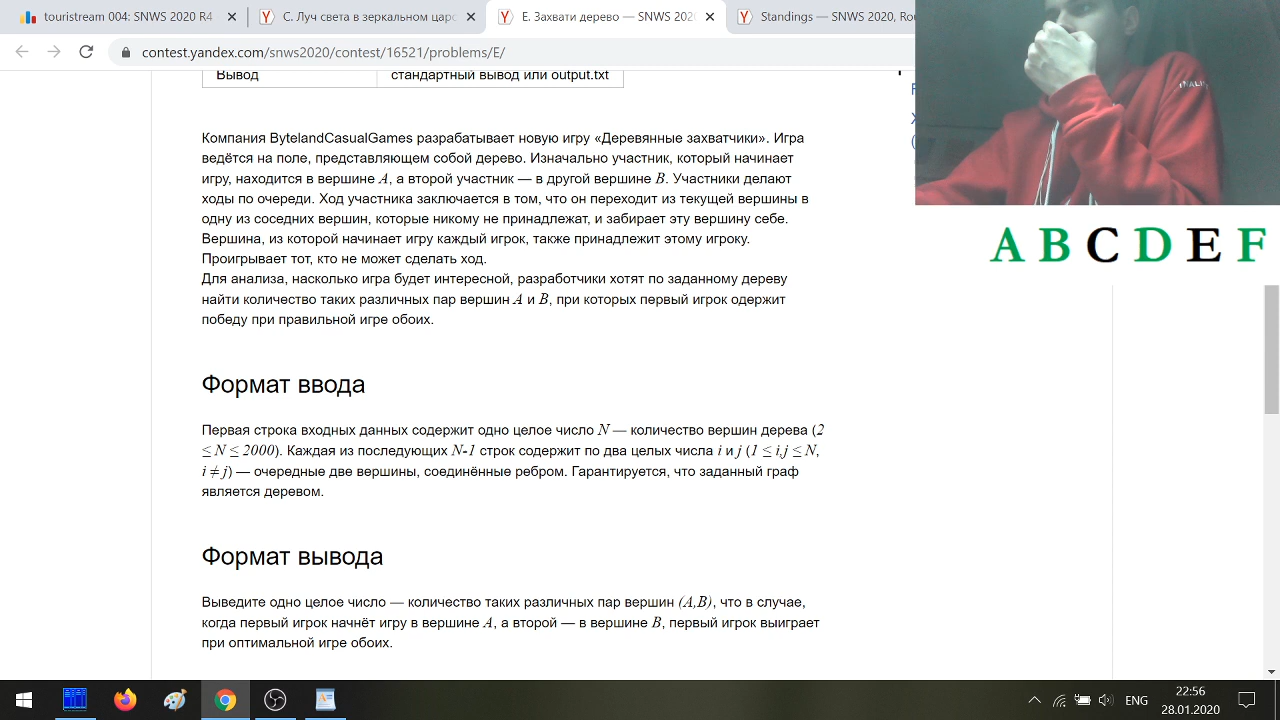 touristream 004: SNWS 2020 R4
С. Луч света в зеркальном царс
Е. Захвати дерево — SNWS 202
Standings — SNWS 2020, Rou
contest.yandex.com/snws2020/contest/16521/problems/E/
Вывод стандартный вывод или output.txt
Компания BytelandCasualGames разрабатывает новую игру «Деревянные захватчики». Игра
ведётся на поле, представляющем собой дерево. Изначально участник, который начинает
игру, находится в вершине A, а второй участник — в другой вершине B. Участники делают
ходы по очереди. Ход участника заключается в том, что он переходит из текущей вершины в
одну из соседних вершин, которые никому не принадлежат, и забирает эту вершину себе.
Вершина, из которой начинает игру каждый игрок, также принадлежит этому игроку.
Проигрывает тот, кто не может сделать ход.
Для анализа, насколько игра будет интересной, разработчики хотят по заданному дереву
найти количество таких различных пар вершин A и B, при которых первый игрок одержит
победу при правильной игре обоих.
A B C D E F
Формат ввода
Первая строка входных данных содержит одно целое число N — количество вершин дерева (2
≤ N ≤ 2000). Каждая из последующих N-1 строк содержит по два целых числа i и j (1 ≤ i,j ≤ N,
i ≠ j) — очередные две вершины, соединённые ребром. Гарантируется, что заданный граф
является деревом.
Формат вывода
Выведите одно целое число — количество таких различных пар вершин (A,B), что в случае,
когда первый игрок начнёт игру в вершине A, а второй — в вершине B, первый игрок выиграет
при оптимальной игре обоих.
ENG
22:56
28.01.2020